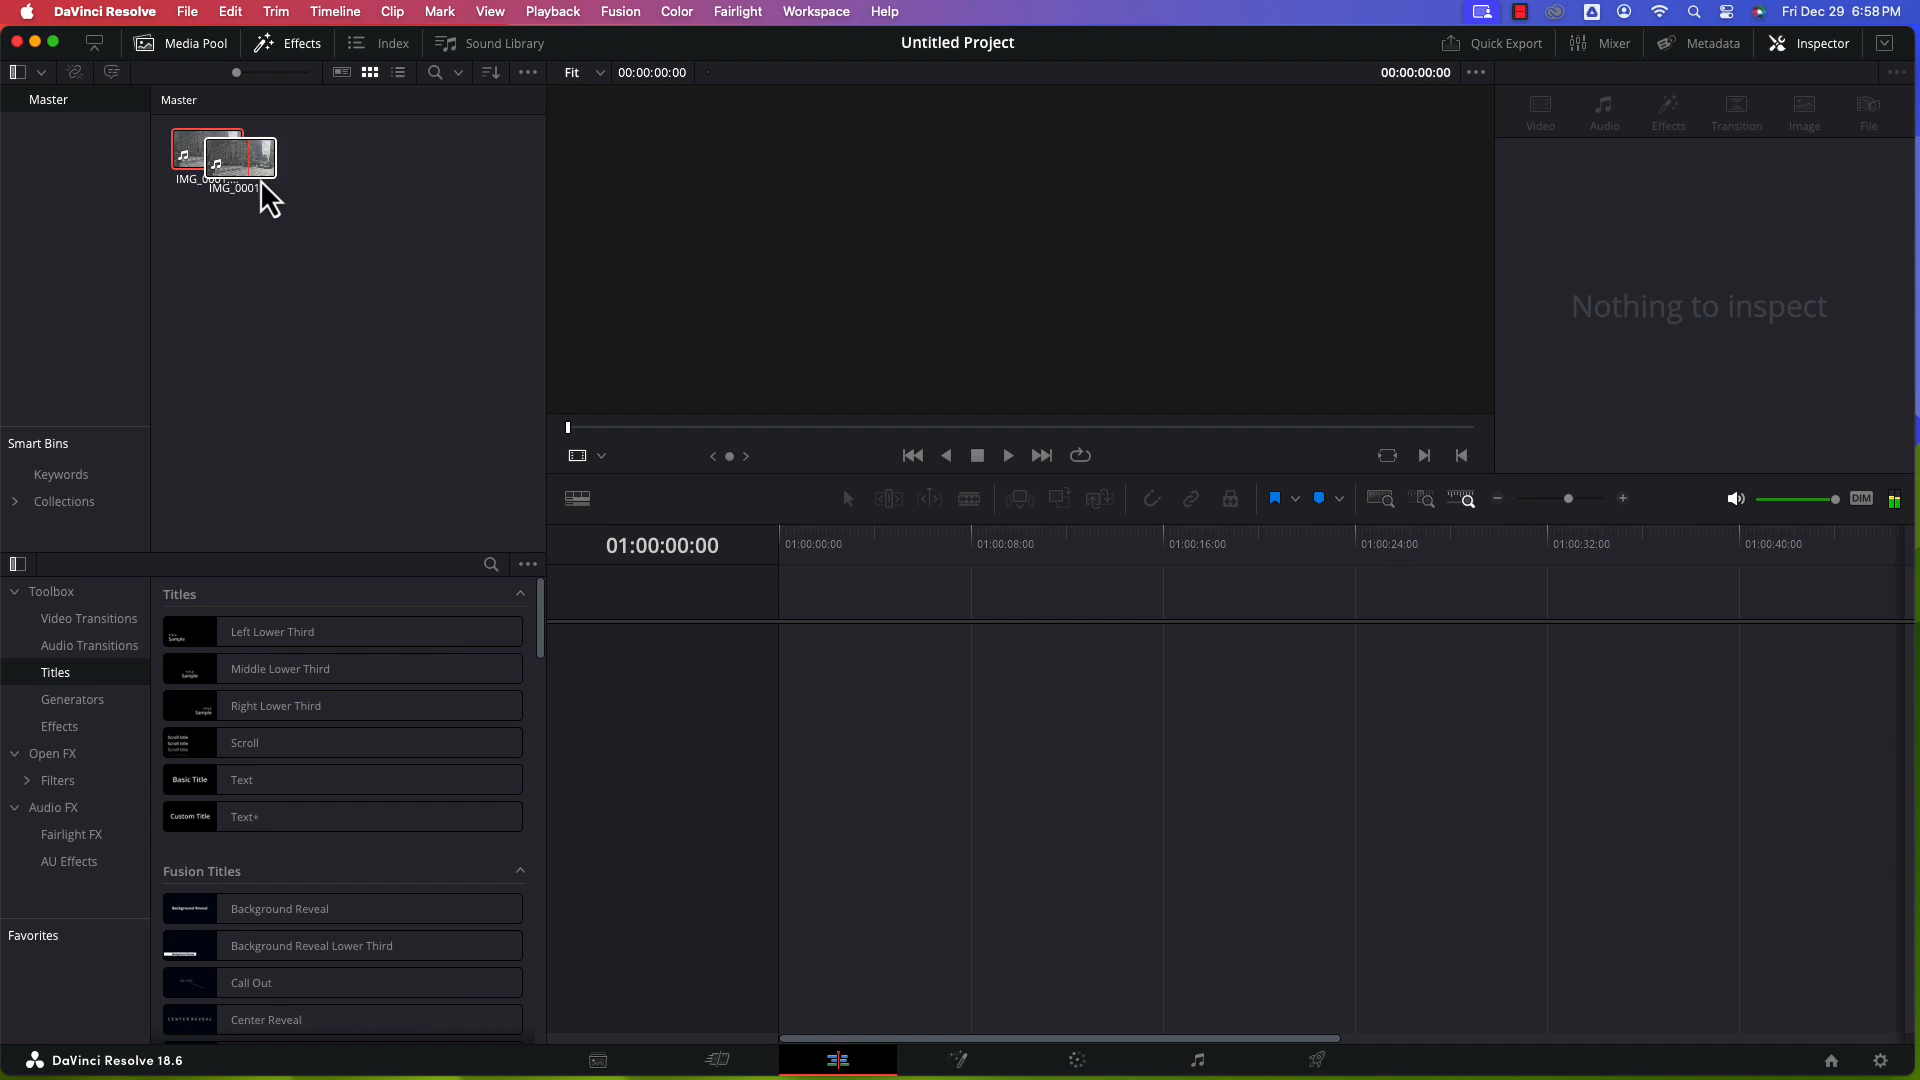 DaVinci Resolve File Edit Trim Timeline Clip Mark View Playback Fusion Color Fairlight Workspace Help Fri Dec 29 6:58 PM
Media Pool Effects Index Sound Library Untitled Project Quick Export Mixer Metadata Inspector
Fit 00:00:00:00 00:00:00:00
Master Master
Video Audio Effects Transition Image File
IMG_0001
Nothing to inspect
Smart Bins
Keywords
Collections
DIM
01:00:00:00 01:00:00:00 01:00:08:00 01:00:16:00 01:00:24:00 01:00:32:00 01:00:40:00
Toolbox
Video Transitions
Audio Transitions
Titles
Generators
Effects
Open FX
Filters
Audio FX
Fairlight FX
AU Effects
Favorites
Titles
Left Lower Third
Middle Lower Third
Right Lower Third
Scroll
Basic Title Text
Custom Title Text+
Fusion Titles
Background Reveal Background Reveal
Background Reveal Lower Third
Call Out
CENTER REVEAL Center Reveal
DaVinci Resolve 18.6